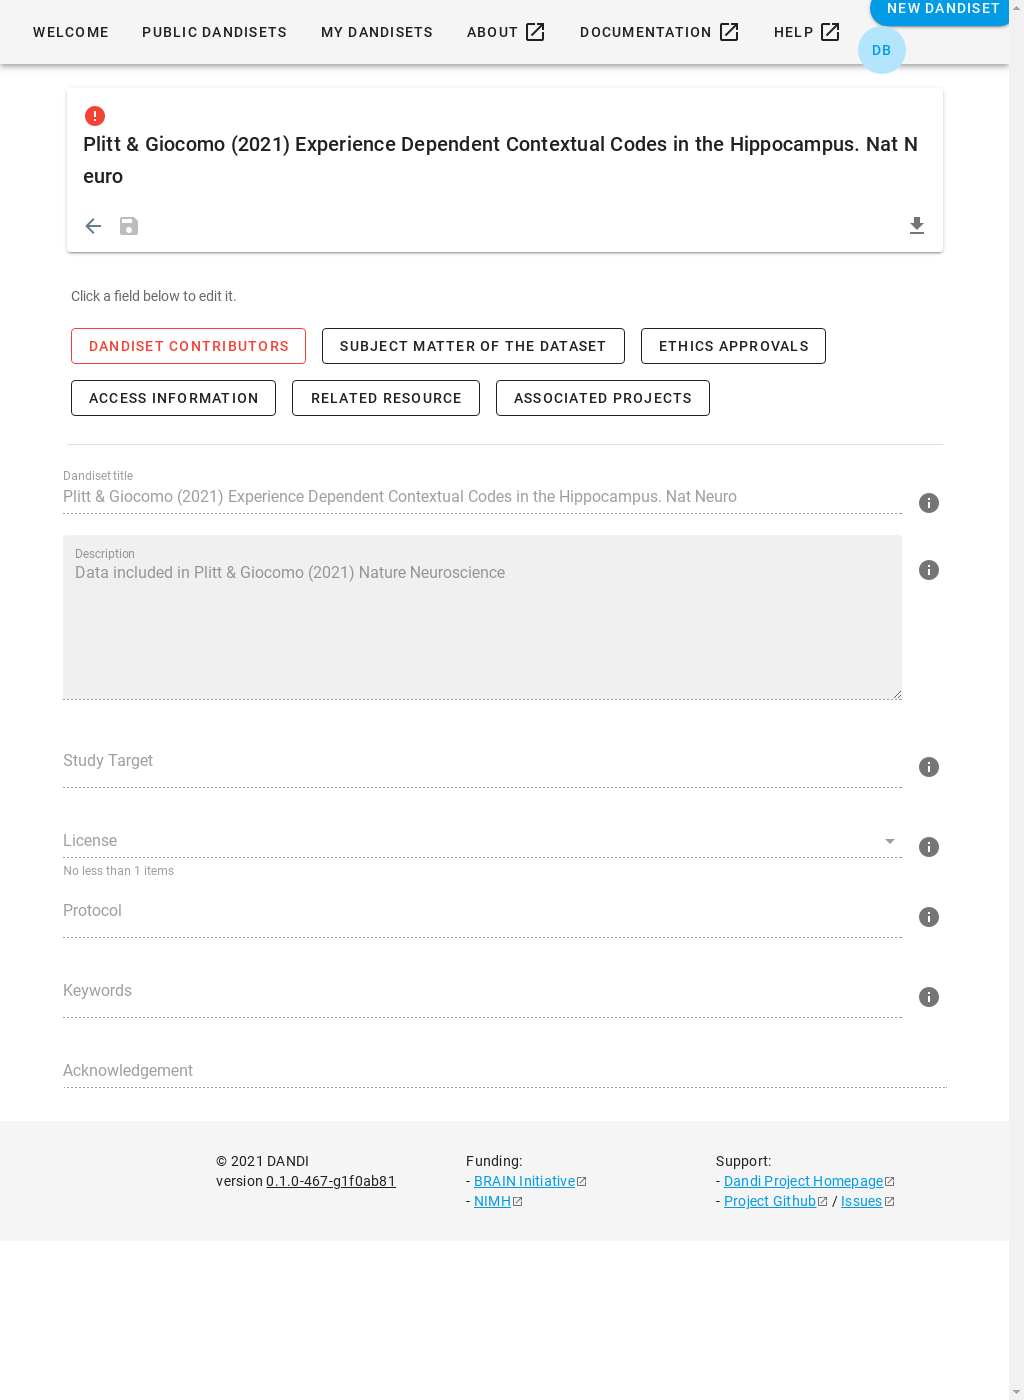 NEW DANDISET
WELCOME PUBLIC DANDISETS MY DANDISETS ABOUT DOCUMENTATION HELP
DB
Plitt & Giocomo (2021) Experience Dependent Contextual Codes in the Hippocampus. Nat N
euro
Click a field below to edit it.
DANDISET CONTRIBUTORS SUBJECT MATTER OF THE DATASET ETHICS APPROVALS
ACCESS INFORMATION RELATED RESOURCE ASSOCIATED PROJECTS
Dandiset title
Plitt & Giocomo (2021) Experience Dependent Contextual Codes in the Hippocampus. Nat Neuro
Description
Data included in Plitt & Giocomo (2021) Nature Neuroscience
Study Target
License
No less than 1 items
Protocol
Keywords
Acknowledgement
© 2021 DANDI Funding: Support:
version 0.1.0-467-g1f0ab81 - BRAIN Initiative - Dandi Project Homepage
- NIMH - Project Github / Issues